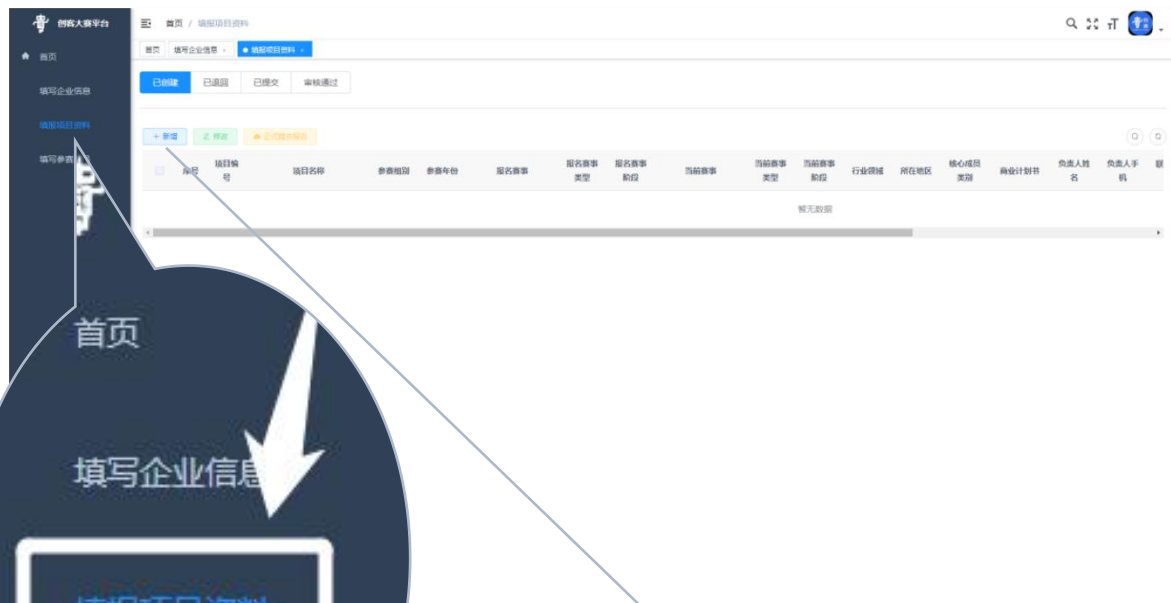 创客大赛平台
首页 / 填报项目资料
首页 填写企业信息 × ● 填报项目资料 ×
首页
填写企业信息
填报项目资料
填写参赛
已创建 已退回 已提交 审核通过
+ 新增 修改
序号 项目编号 项目名称 参赛组别 参赛年份 报名赛事 报名赛事类型 报名赛事阶段 当前赛事 当前赛事类型 当前赛事阶段 行业领域 所在地区 核心成员类别 商业计划书 负责人姓名 负责人手机 联
暂无数据
首页
填写企业信息
填报项目资料